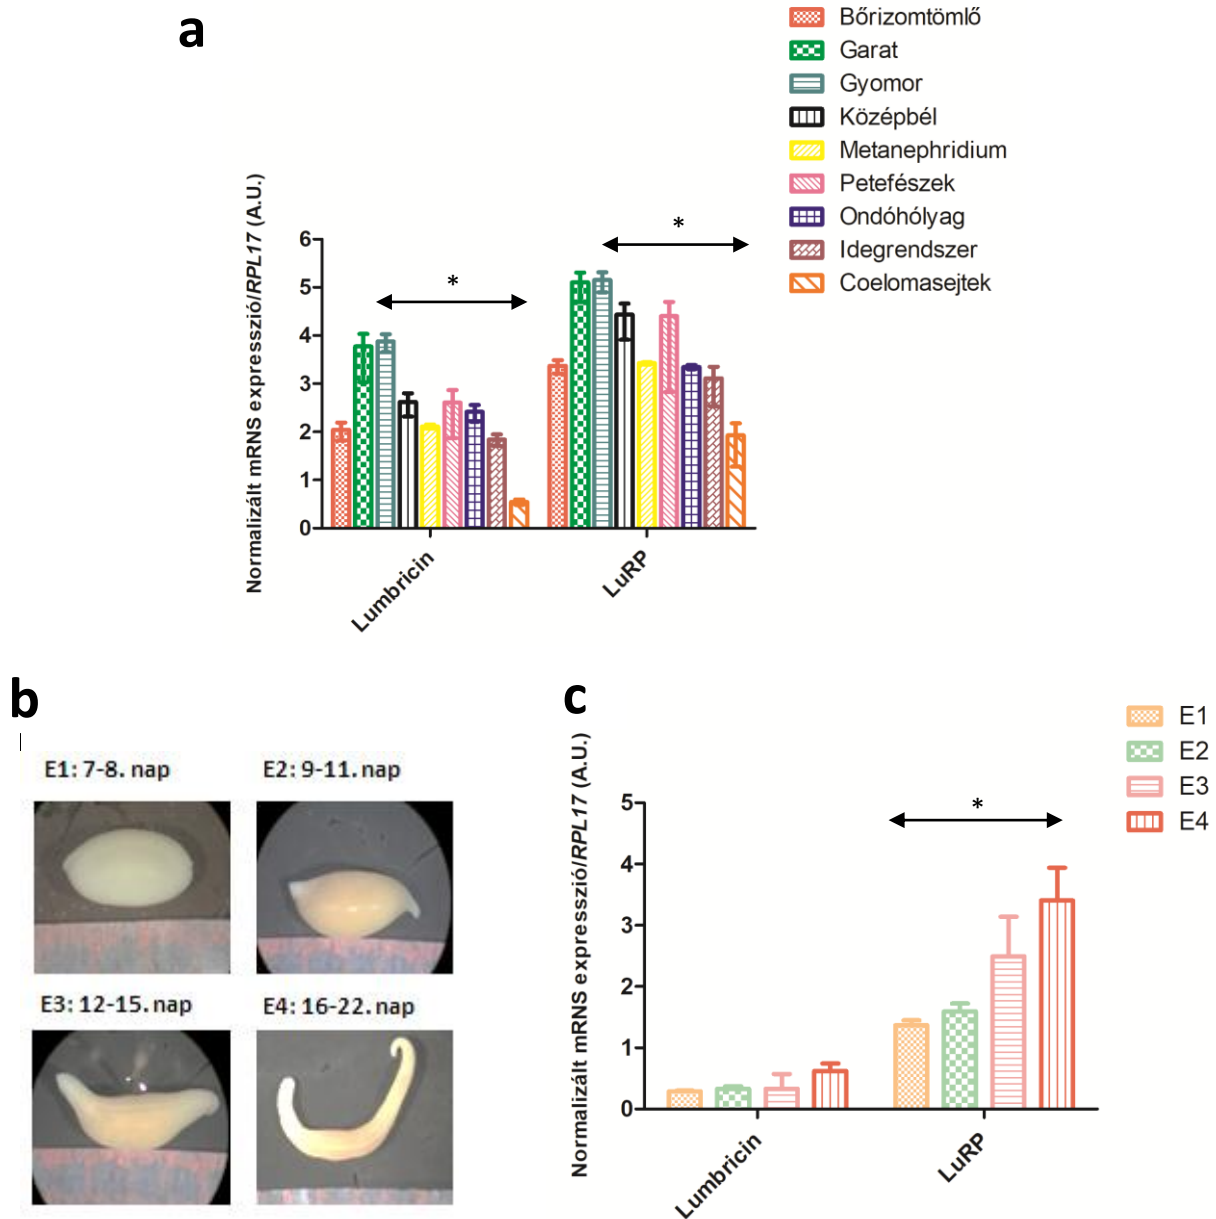 a
Bőrizomtömlő
Garat
Gyomor
Középbél
Metanephridium
Petefészek
Ondóhólyag
Idegrendszer
Coelomasejtek
Normalizált mRNS expresszió/RPL17 (A.U.)
6
5
4
3
2
1
0
*
*
Lumbricin
LuRP
b
E1: 7-8. nap
E2: 9-11. nap
E3: 12-15. nap
E4: 16-22. nap
c
E1
E2
E3
E4
Normalizált mRNS expresszió/RPL17 (A.U.)
5
4
3
2
1
0
*
Lumbricin
LuRP